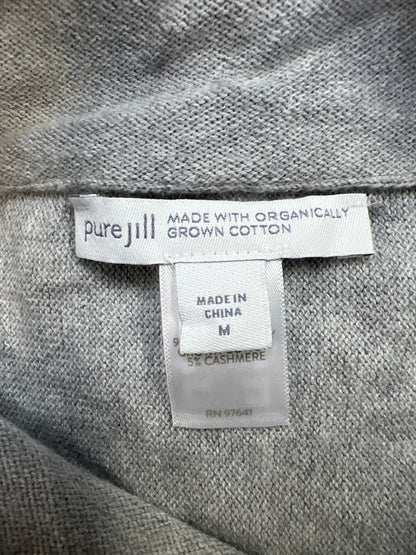 pure jill MADE WITH ORGANICALLY
GROWN COTTON
MADE IN
CHINA
M
5% CASHMERE
RN 97641